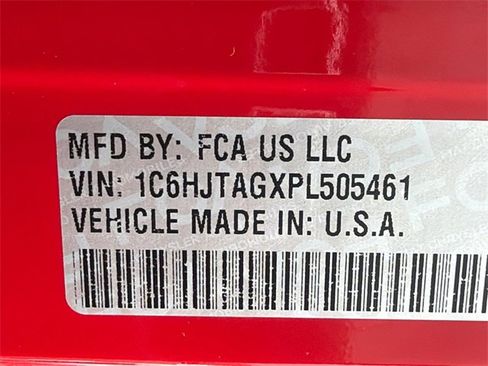 MFD BY: FCA US LLC
VIN: 1C6HJTAGXPL505461
VEHICLE MADE IN: U.S.A.